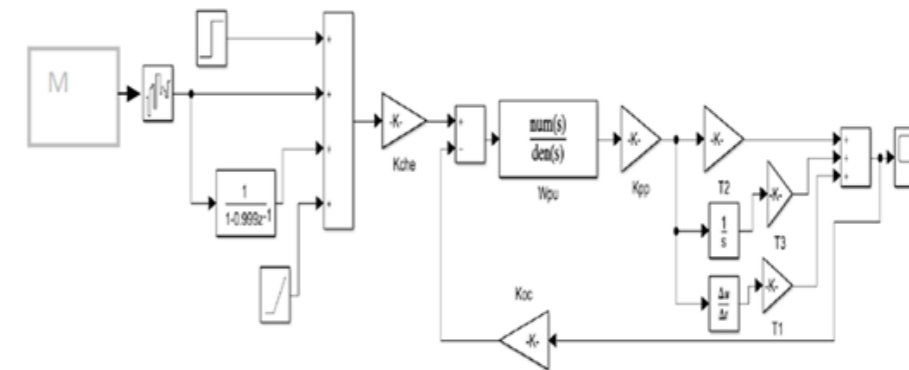 M
+
+
+
+
1
1-0.999z-1
-K-
Kche
+
-
num(s)
den(s)
Wpu
-K-
Kpp
-K-
T2
1
s
-K-
T3
Δu
Δt
-K-
T1
+
+
+
Koc
-K-